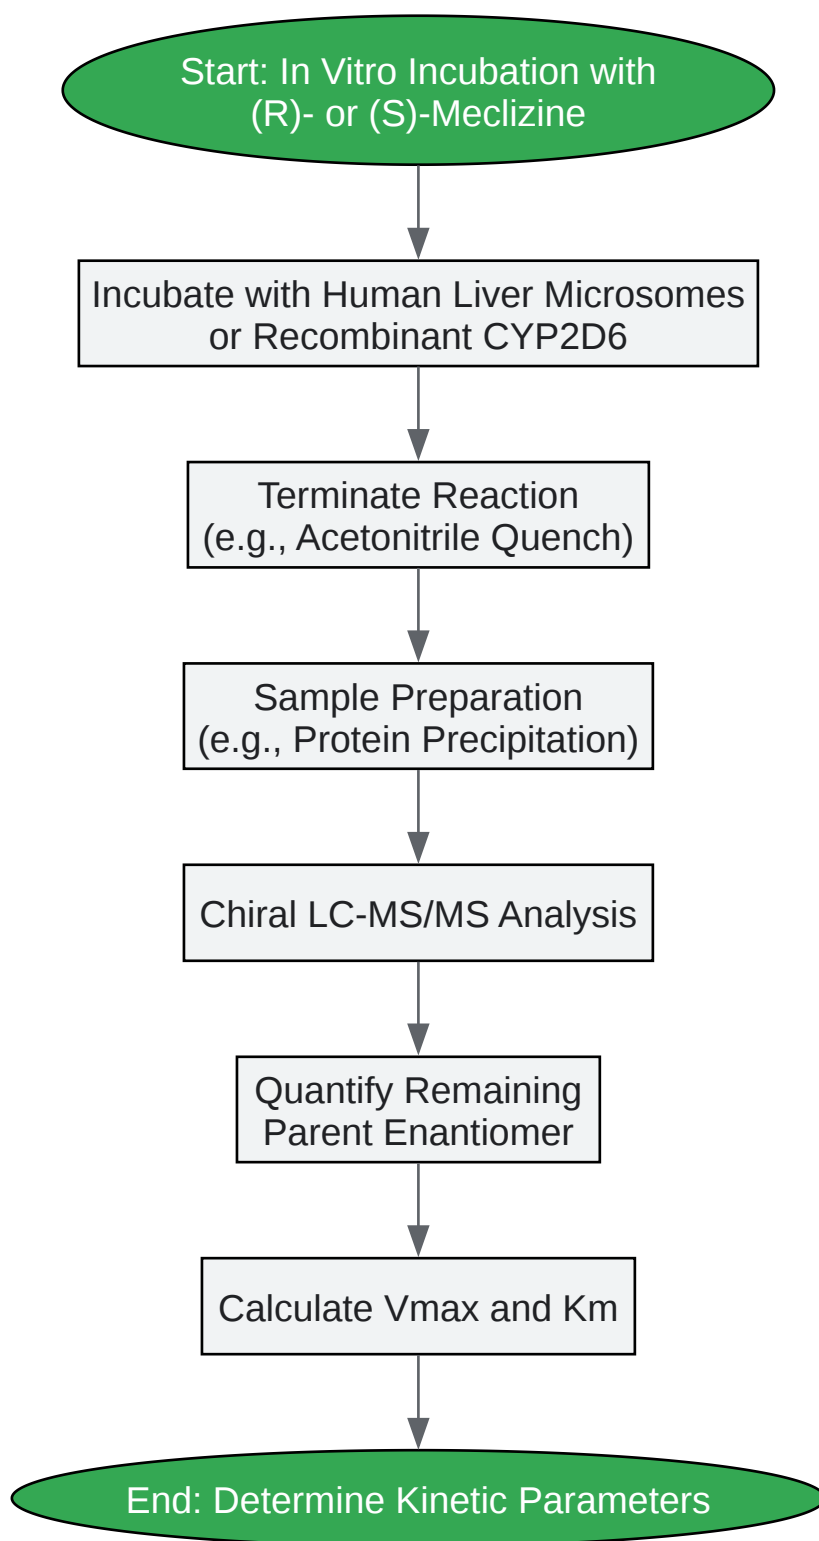 Start: In Vitro Incubation with
(R)- or (S)-Meclizine
Incubate with Human Liver Microsomes
or Recombinant CYP2D6
Terminate Reaction
(e.g., Acetonitrile Quench)
Sample Preparation
(e.g., Protein Precipitation)
Chiral LC-MS/MS Analysis
Quantify Remaining
Parent Enantiomer
Calculate Vmax and Km
End: Determine Kinetic Parameters